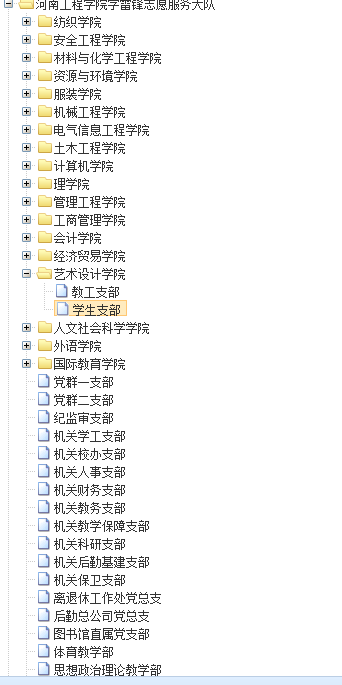 河南工程学院学雷锋志愿服务大队
纺织学院
安全工程学院
材料与化学工程学院
资源与环境学院
服装学院
机械工程学院
电气信息工程学院
土木工程学院
计算机学院
理学院
管理工程学院
工商管理学院
会计学院
经济贸易学院
艺术设计学院
教工支部
学生支部
人文社会科学学院
外语学院
国际教育学院
党群一支部
党群二支部
纪监审支部
机关学工支部
机关校办支部
机关人事支部
机关财务支部
机关教务支部
机关教学保障支部
机关科研支部
机关后勤基建支部
机关保卫支部
离退休工作处党总支
后勤总公司党总支
图书馆直属党支部
体育教学部
思想政治理论教学部